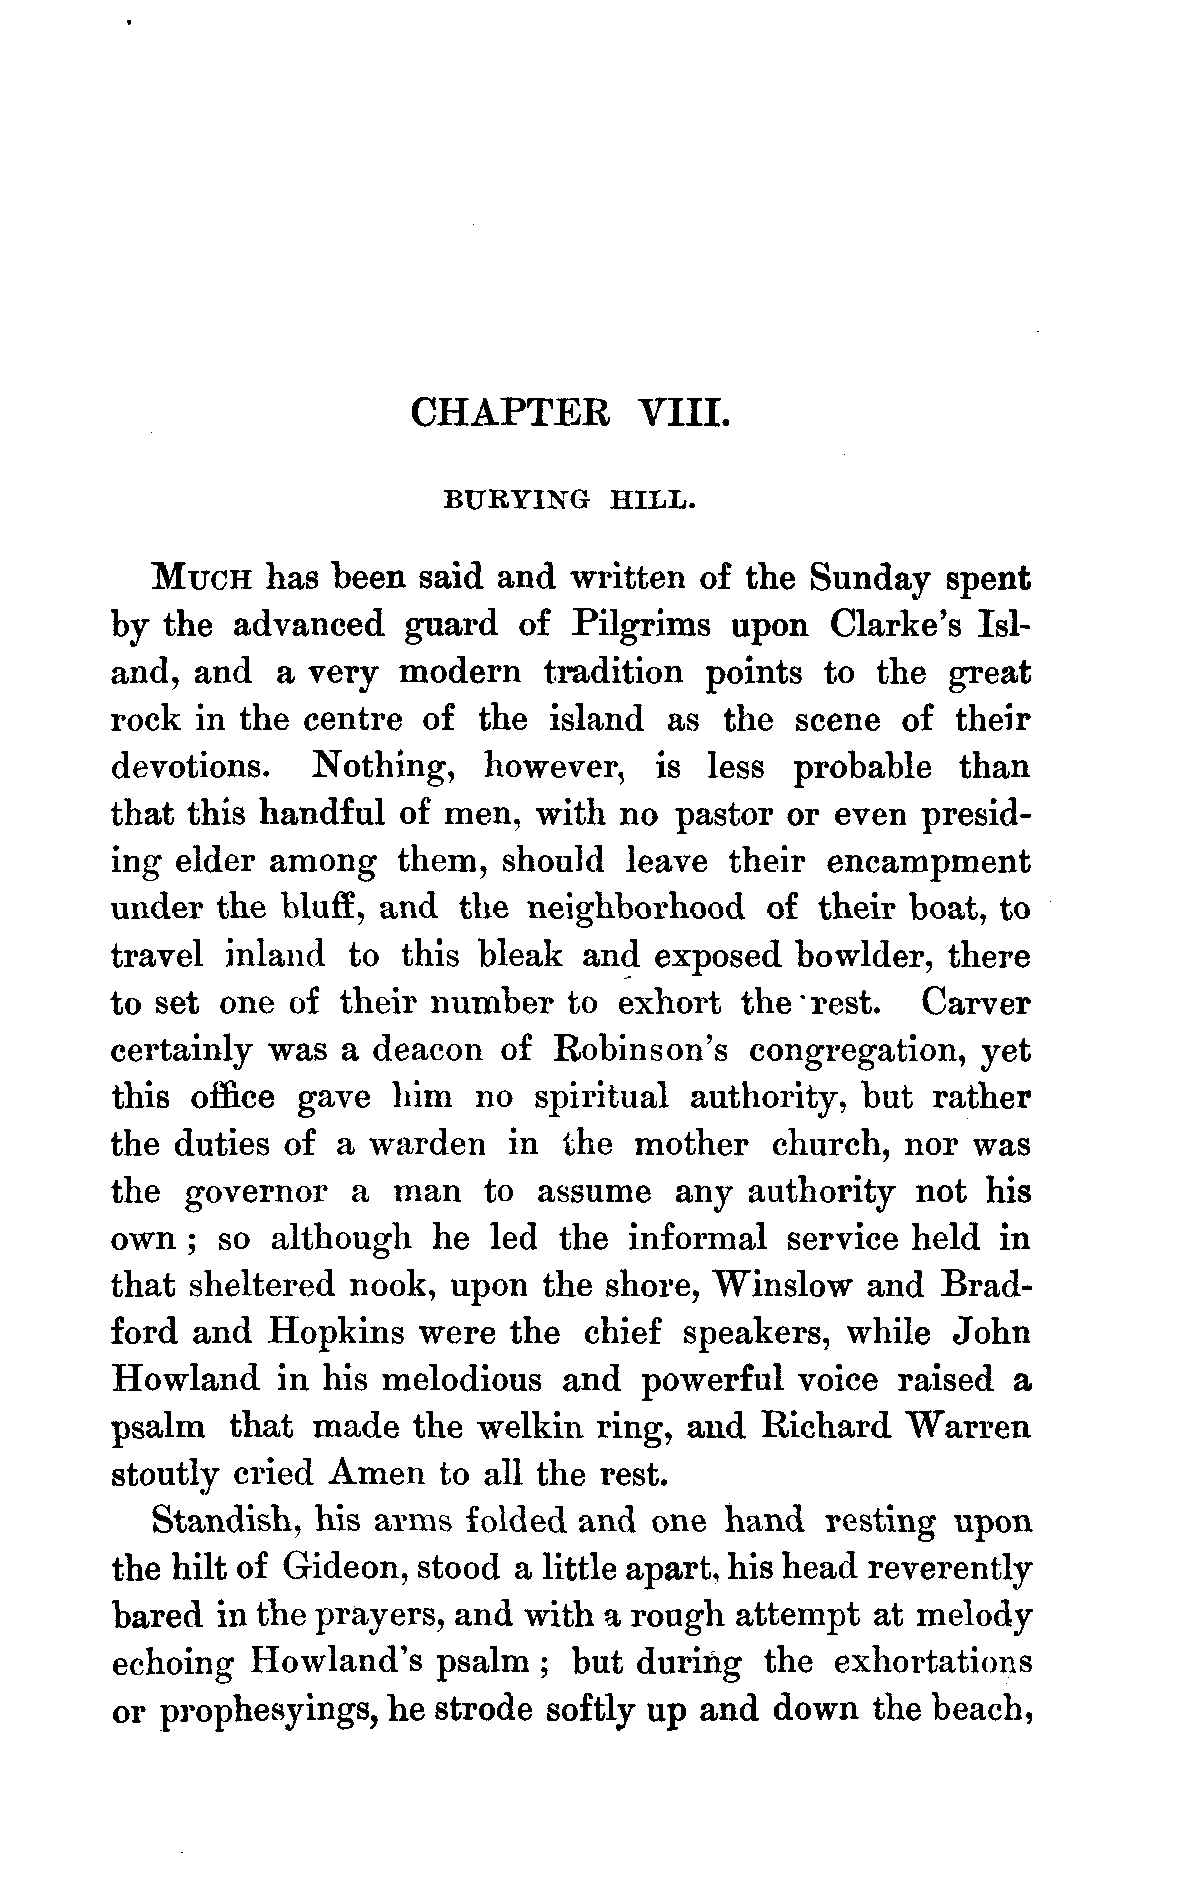 CHAPTER VIII.
BURYING HILL.
MUCH has been said and written of the Sunday spent
by the advanced guard of Pilgrims upon Clarke's Isl-
and, and a very modern tradition points to the great
rock in the centre of the island as the scene of their
devotions. Nothing, however, is less probable than
that this handful of men, with no pastor or even presid-
ing elder among them, should leave their encampment
under the bluff, and the neighborhood of their boat, to
travel inland to this bleak and exposed bowlder, there
to set one of their number to exhort the rest. Carver
certainly was a deacon of Robinson's congregation, yet
this office gave him no spiritual authority, but rather
the duties of a warden in the mother church, nor was
the governor a man to assume any authority not his
own ; so although he led the informal service held in
that sheltered nook, upon the shore, Winslow and Brad-
ford and Hopkins were the chief speakers, while John
Howland in his melodious and powerful voice raised a
psalm that made the welkin ring, and Richard Warren
stoutly cried Amen to all the rest.
Standish, his arms folded and one hand resting upon
the hilt of Gideon, stood a little apart, his head reverently
bared in the prayers, and with a rough attempt at melody
echoing Howland's psalm ; but during the exhortations
or prophesyings, he strode softly up and down the beach,